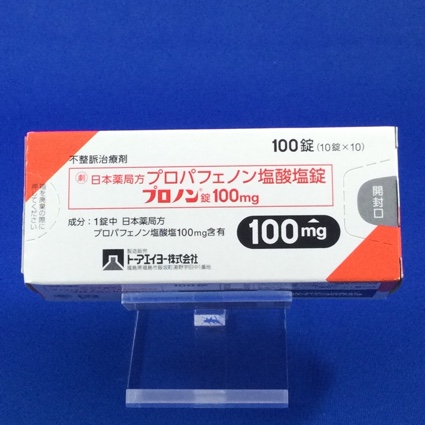 100錠(10錠×10)
不整脈治療剤
劇 日本薬局方 プロパフェノン塩酸塩錠
プロノン®錠100mg
成分:1錠中 日本薬局方
プロパフェノン塩酸塩100mg含有
100mg
開封口
製造販売
トーアエイヨー株式会社